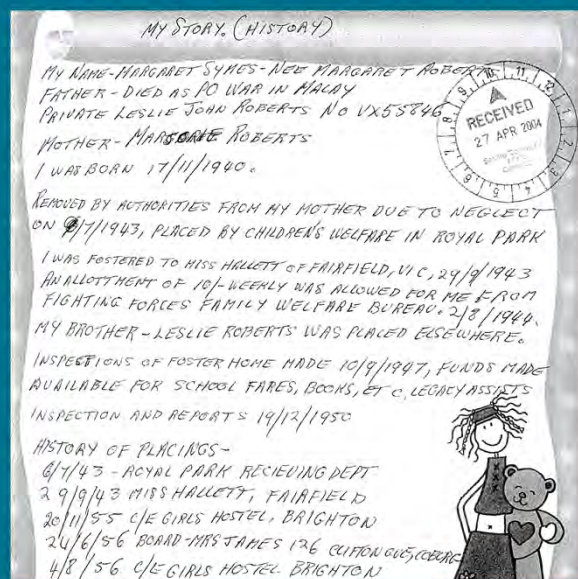 MY STORY. (HISTORY)
MY NAME-MARGARET SYMES-NEE MARGARET ROBERTS
FATHER-DIED AS PO WAR IN MALAY
PRIVATE LESLIE JOHN ROBERTS NO VX55846
MOTHER-MARJORIE ROBERTS
I WAS BORN 17/11/1940.
RECEIVED
27 APR 2004
REMOVED BY AUTHORITIES FROM MY MOTHER DUE TO NEGLECT
ON 6/7/1943, PLACED BY CHILDREN'S WELFARE IN ROYAL PARK
I WAS FOSTERED TO MISS HALLETT OF FAIRFIELD, VIC, 29/9/1943
AN ALLOTTMENT OF 10/- WEEKLY WAS ALLOWED FOR ME FROM
FIGHTING FORCES FAMILY WELFARE BUREAU. 2/8/1944.
MY BROTHER-LESLIE ROBERTS WAS PLACED ELSEWHERE.
INSPECTIONS OF FOSTER HOME MADE 10/9/1947, FUNDS MADE
AVAILABLE FOR SCHOOL FARES, BOOKS, ETC, LEGACY ASSISTS
INSPECTION AND REPORTS 19/12/1950
HISTORY OF PLACINGS-
6/7/43 - ROYAL PARK RECIEVING DEPT
29/9/43 MISS HALLETT, FAIRFIELD
20/11/55 C/E GIRLS HOSTEL, BRIGHTON
24/6/56 BOARD-MRS JAMES 126 CLIFTON GVE, COBURG
4/8/56 C/E GIRLS HOSTEL BRIGHTON